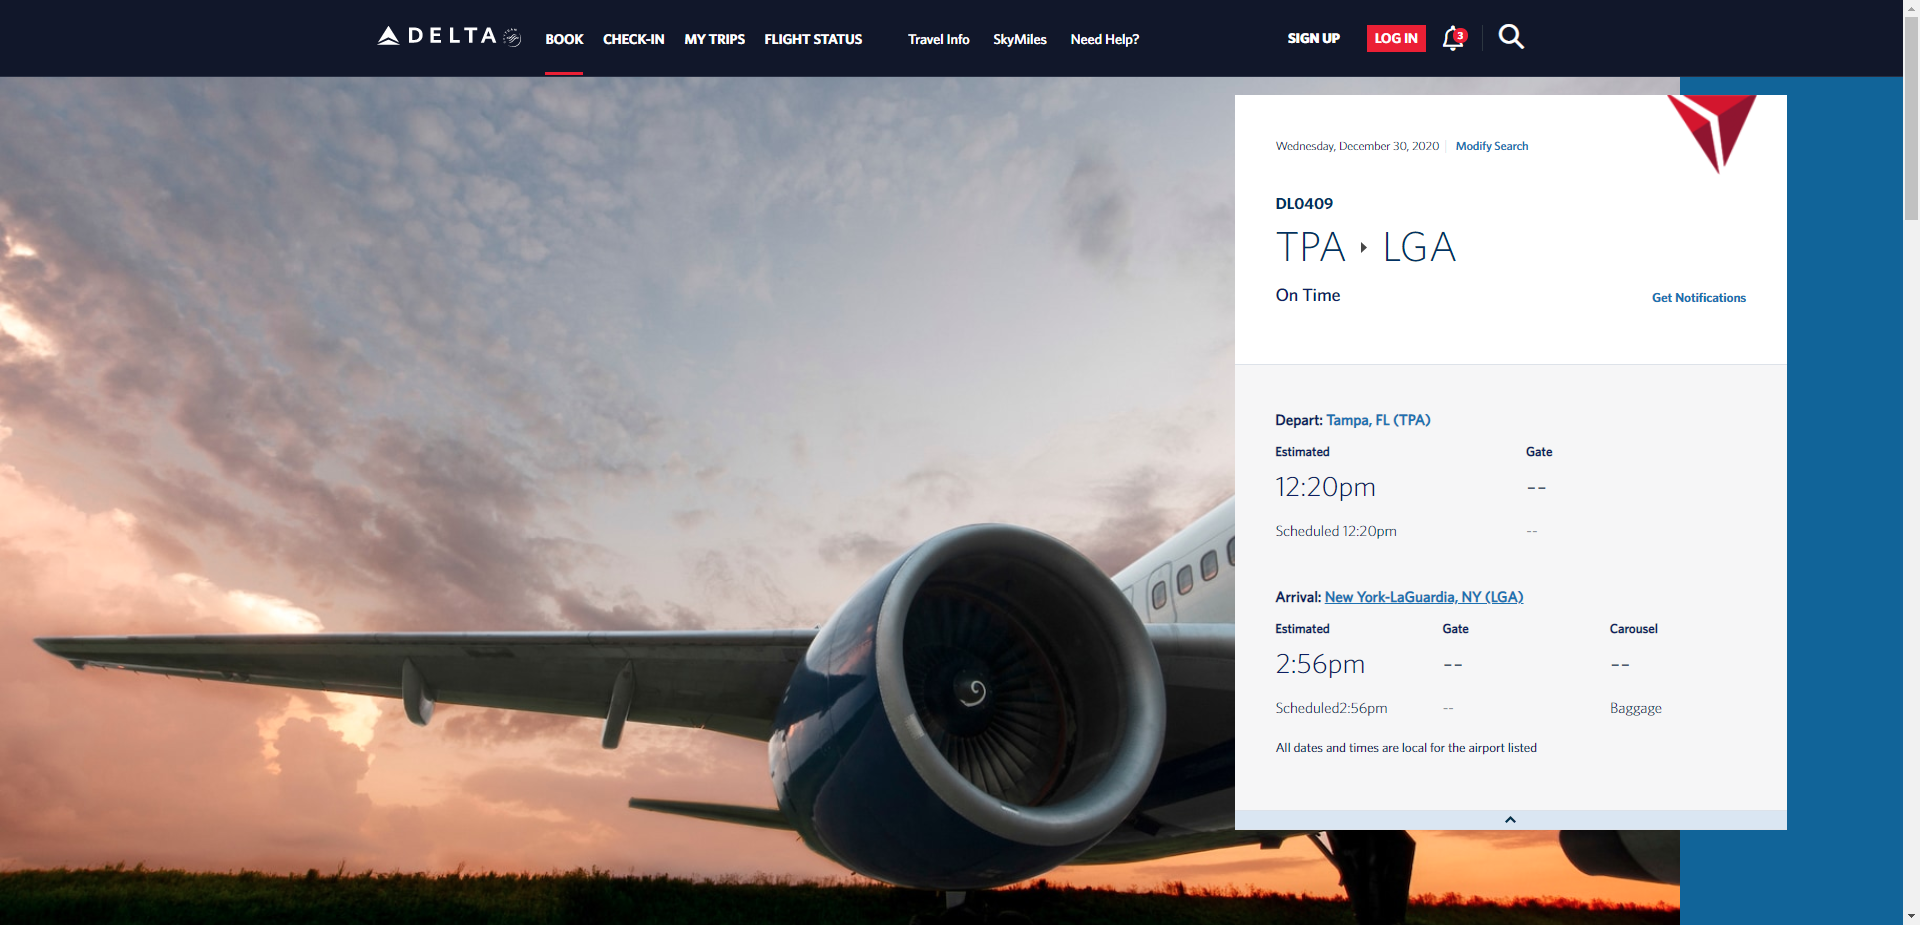 DELTA
BOOK CHECK-IN MY TRIPS FLIGHT STATUS Travel Info SkyMiles Need Help? SIGN UP LOG IN 3
Wednesday, December 30, 2020 Modify Search
DL0409
TPA LGA
On Time Get Notifications
Depart: Tampa, FL (TPA)
Estimated Gate
12:20pm --
Scheduled 12:20pm --
Arrival: New York-LaGuardia, NY (LGA)
Estimated Gate Carousel
2:56pm -- --
Scheduled2:56pm -- Baggage
All dates and times are local for the airport listed